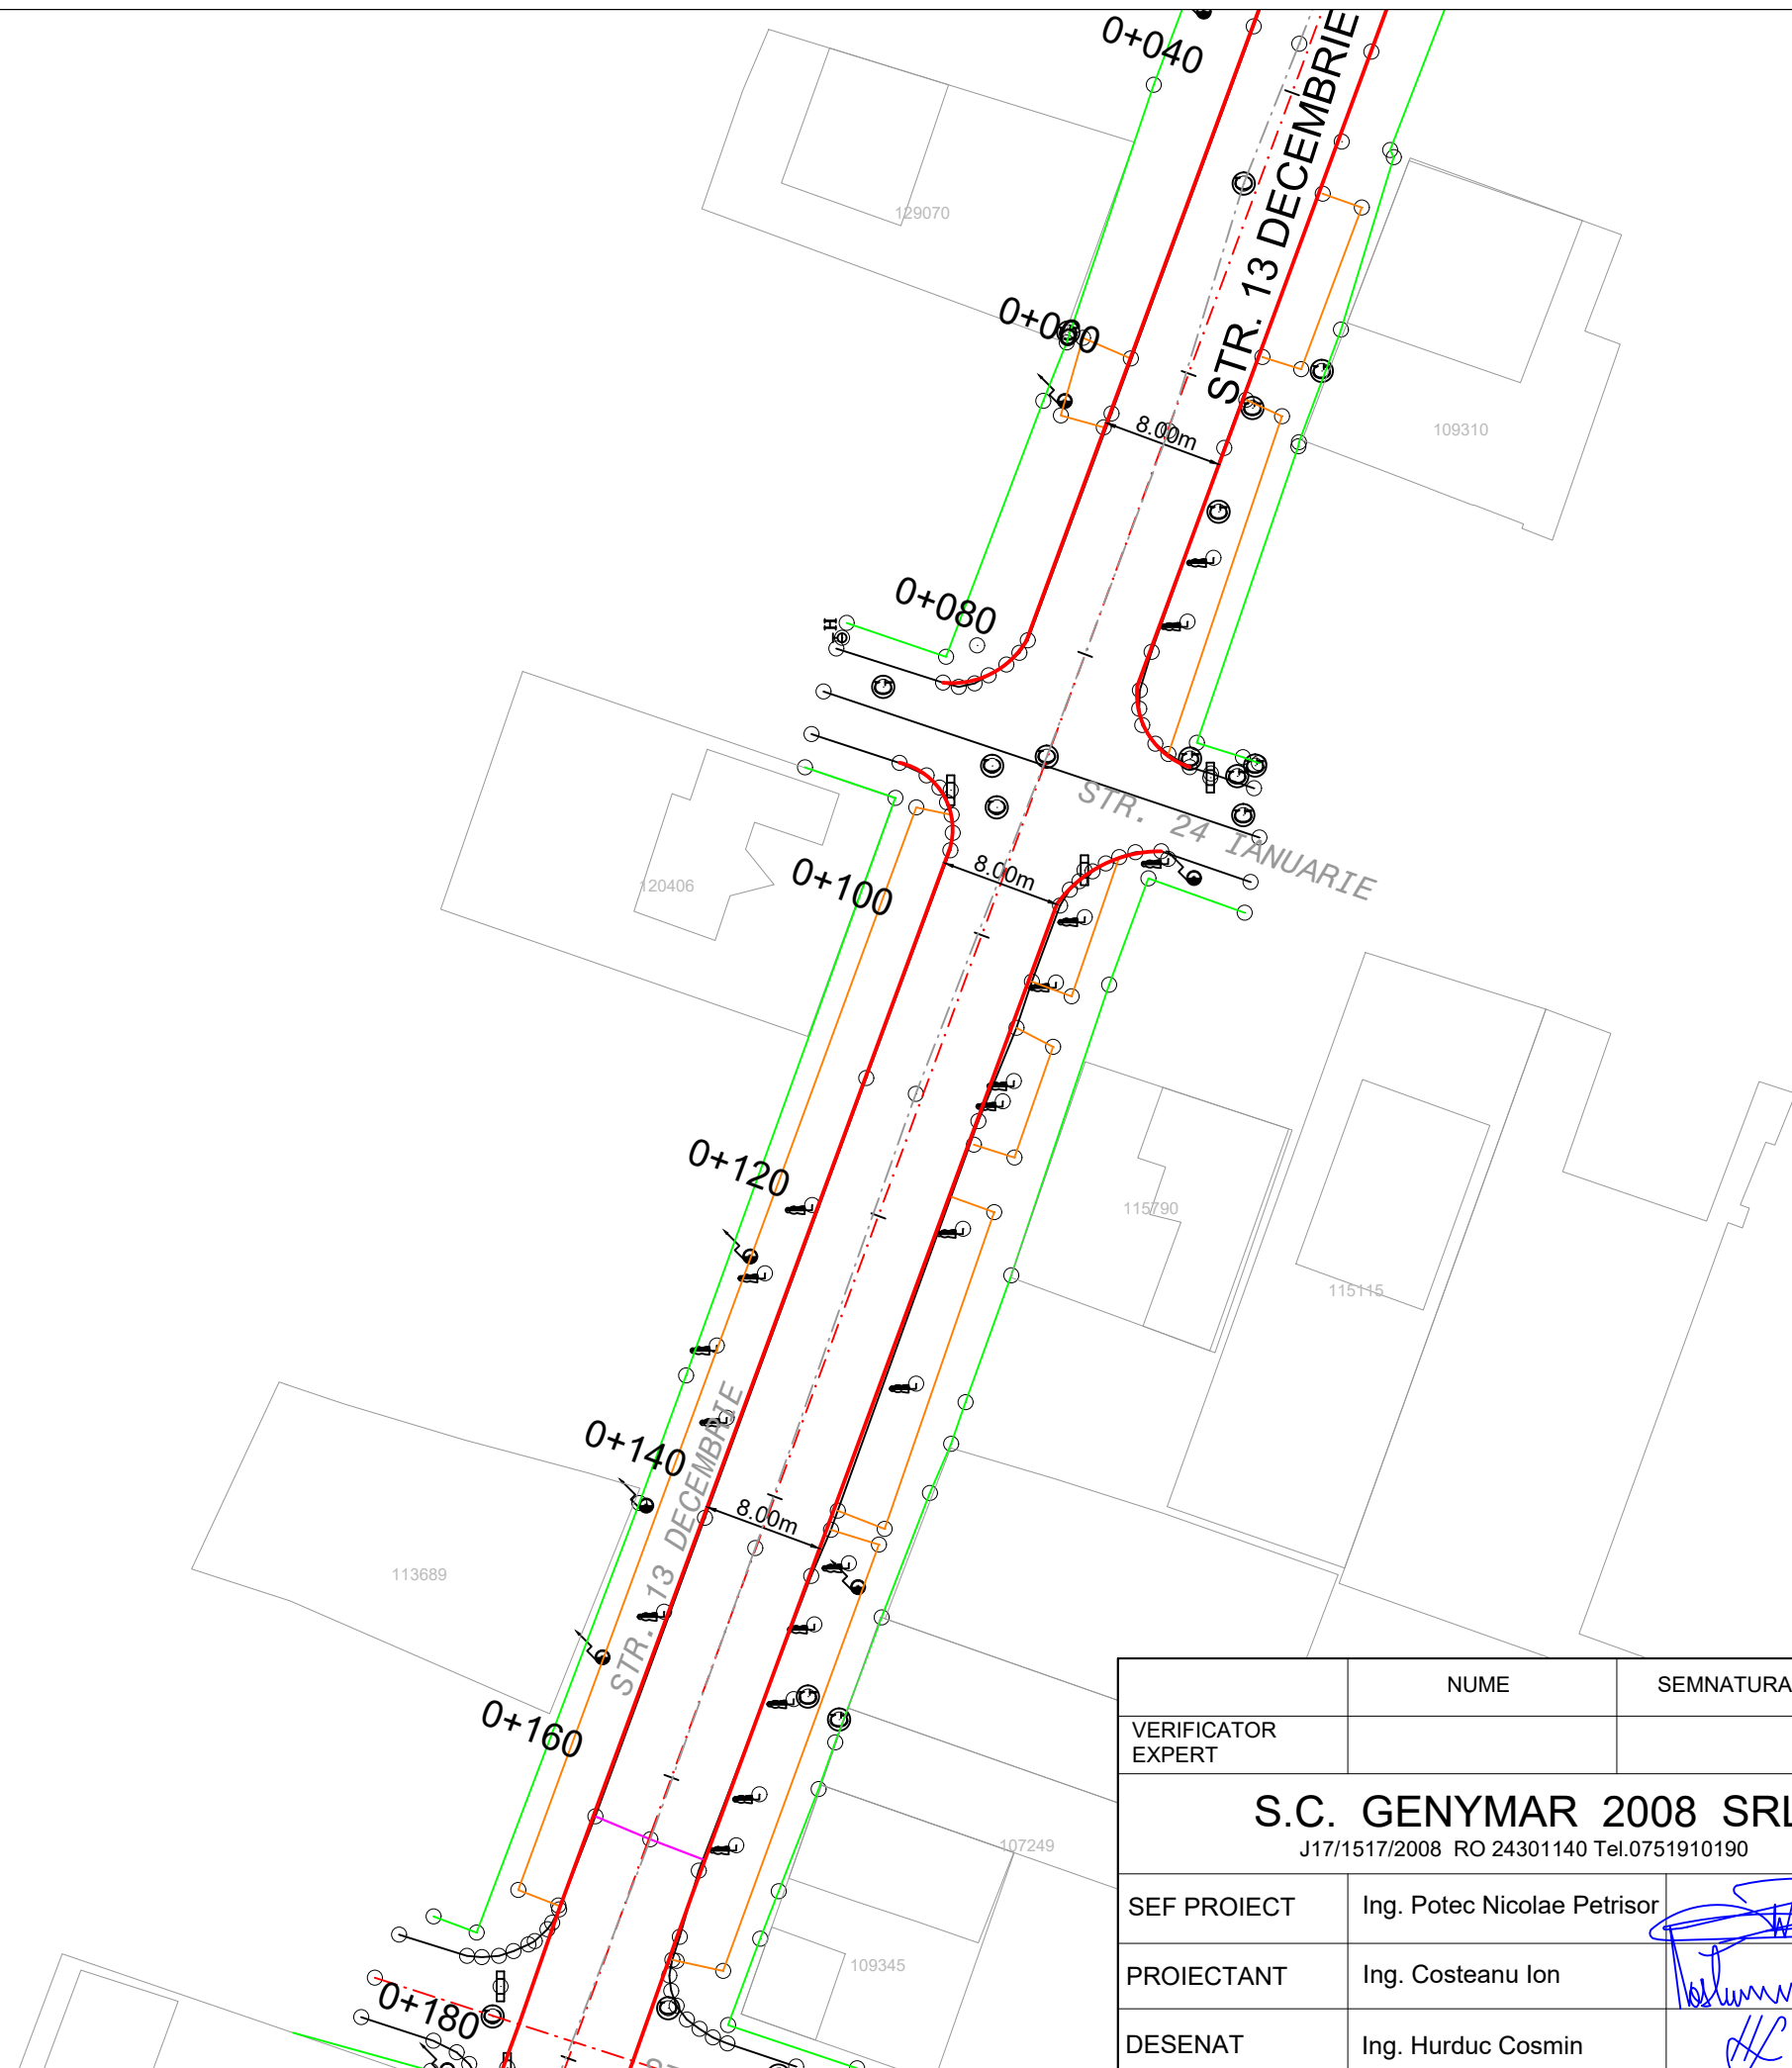 0+040
STR. 13 DECEMBRIE
129070
0+060
8.00m
109310
0+080
H
STR. 24 IANUARIE
120406
0+100
8.00m
0+120
115790
115115
0+140
STR. 13 DECEMBRIE
8.00m
113689
0+160
107249
109345
0+180
NUME
SEMNATURA
VERIFICATOR
EXPERT
S.C. GENYMAR 2008 SRL
J17/1517/2008 RO 24301140 Tel.0751910190
SEF PROIECT
Ing. Potec Nicolae Petrisor
PROIECTANT
Ing. Costeanu Ion
DESENAT
Ing. Hurduc Cosmin